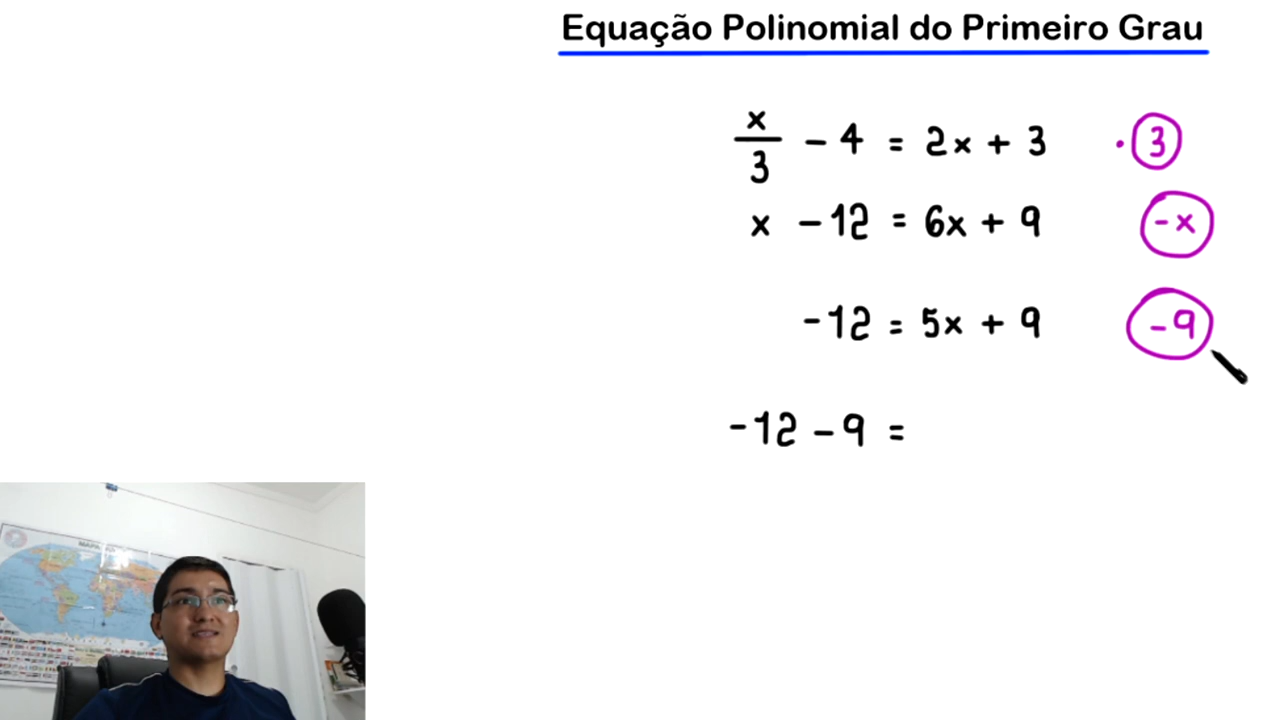 Equação Polinomial do Primeiro Grau
x/3 - 4 = 2x + 3 · 3
x - 12 = 6x + 9 - x
- 12 = 5x + 9 - 9
- 12 - 9 =